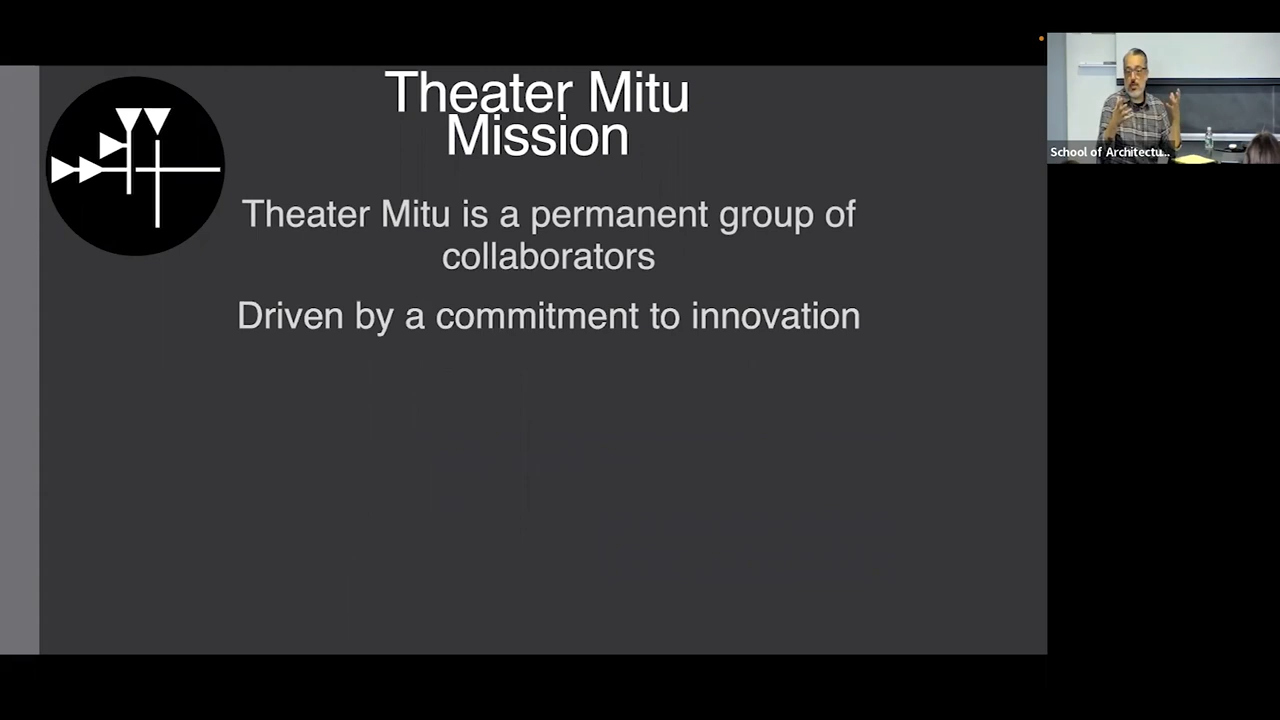 Theater Mitu
Mission
Theater Mitu is a permanent group of
collaborators
Driven by a commitment to innovation
School of Architectu...